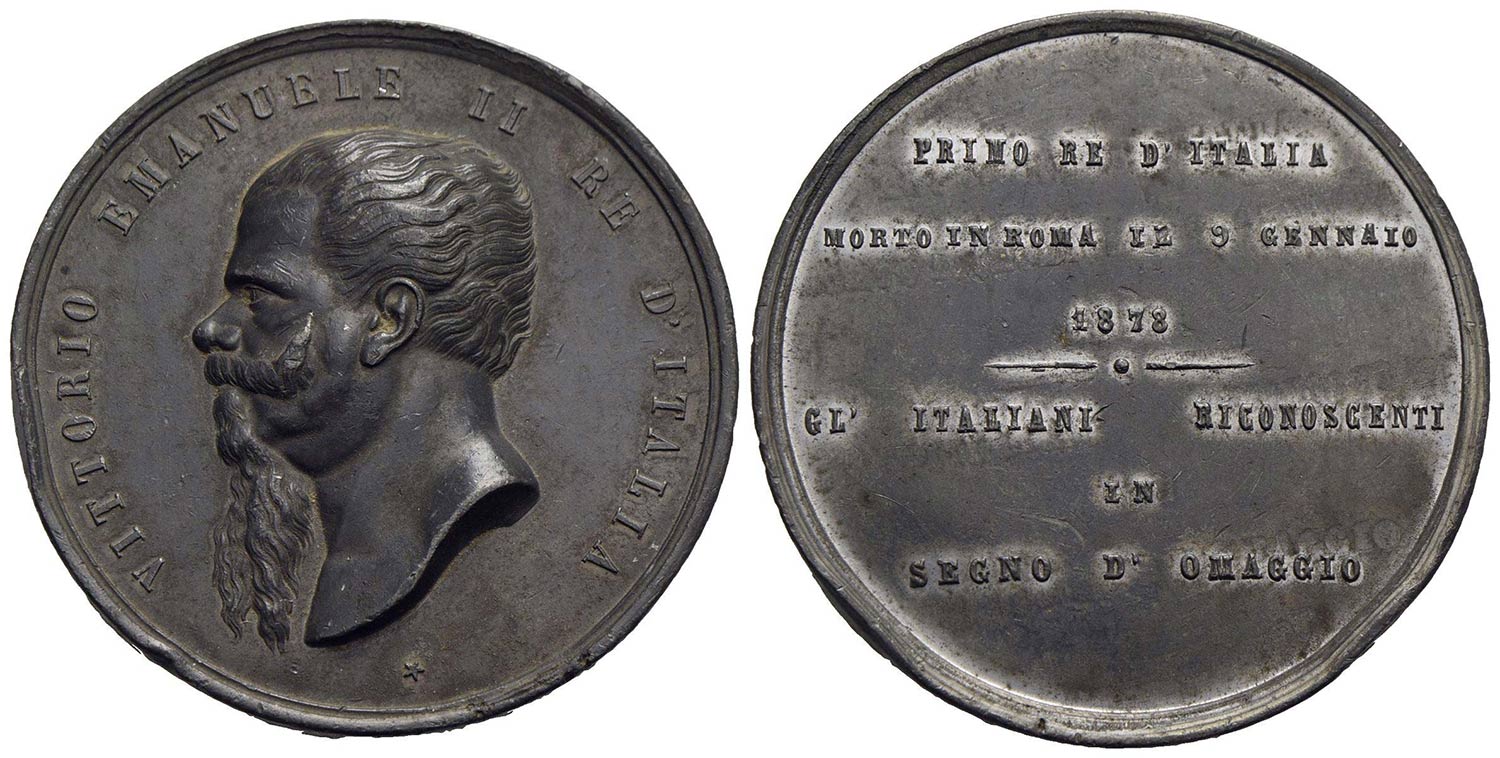 VITTORIO EMANUELE II RE D'ITALIA
PRIMO RE D' ITALIA
MORTO IN ROMA IL 9 GENNAIO
1878
GL' ITALIANI RICONOSCENTI
IN
SEGNO D' OMAGGIO